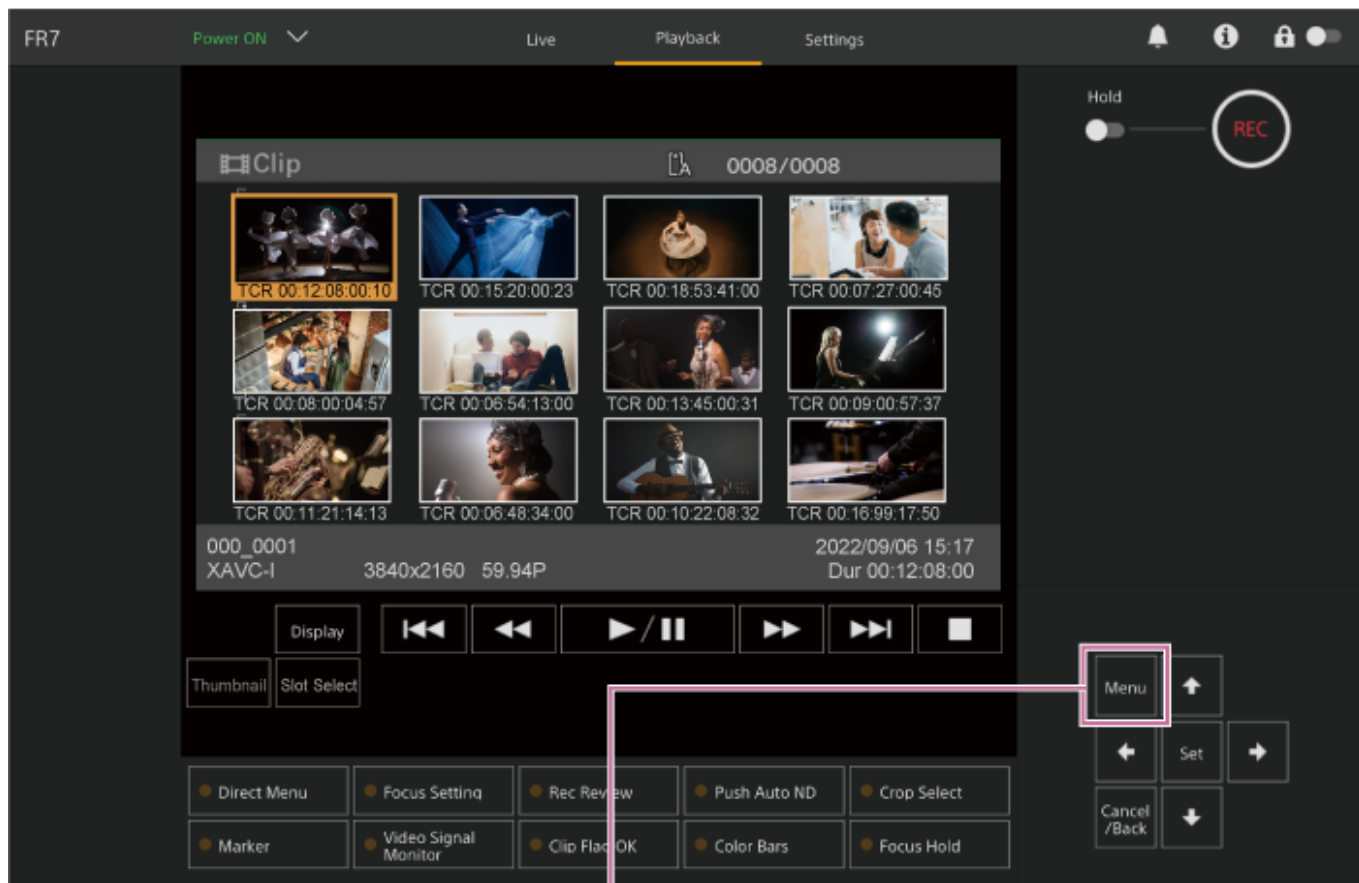 FR7 Power ON Live Playback Settings
Hold
REC
Clip A 0008/0008
TCR 00:12:08:00:10 TCR 00:15:20:00:23 TCR 00:18:53:41:00 TCR 00:07:27:00:45
TCR 00:08:00:04:57 TCR 00:06:54:13:00 TCR 00:13:45:00:31 TCR 00:09:00:57:37
TCR 00:11:21:14:13 TCR 00:06:48:34:00 TCR 00:10:22:08:32 TCR 00:16:99:17:50
000_0001 2022/09/06 15:17
XAVC-I 3840x2160 59.94P Dur 00:12:08:00
Display
Thumbnail Slot Select
Menu
Set
Cancel
/Back
Direct Menu Focus Setting Rec Review Push Auto ND Crop Select
Marker Video Signal
Monitor Clip Flag OK Color Bars Focus Hold